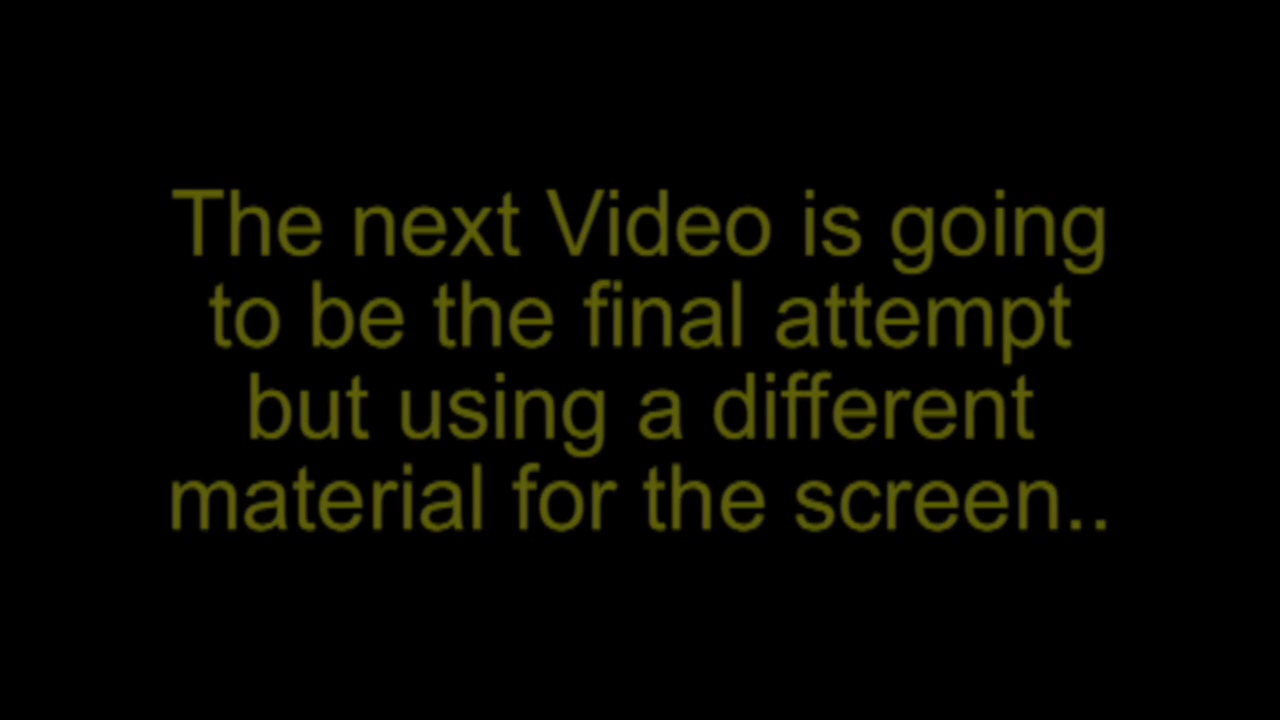 The next Video is going
to be the final attempt
but using a different
material for the screen..